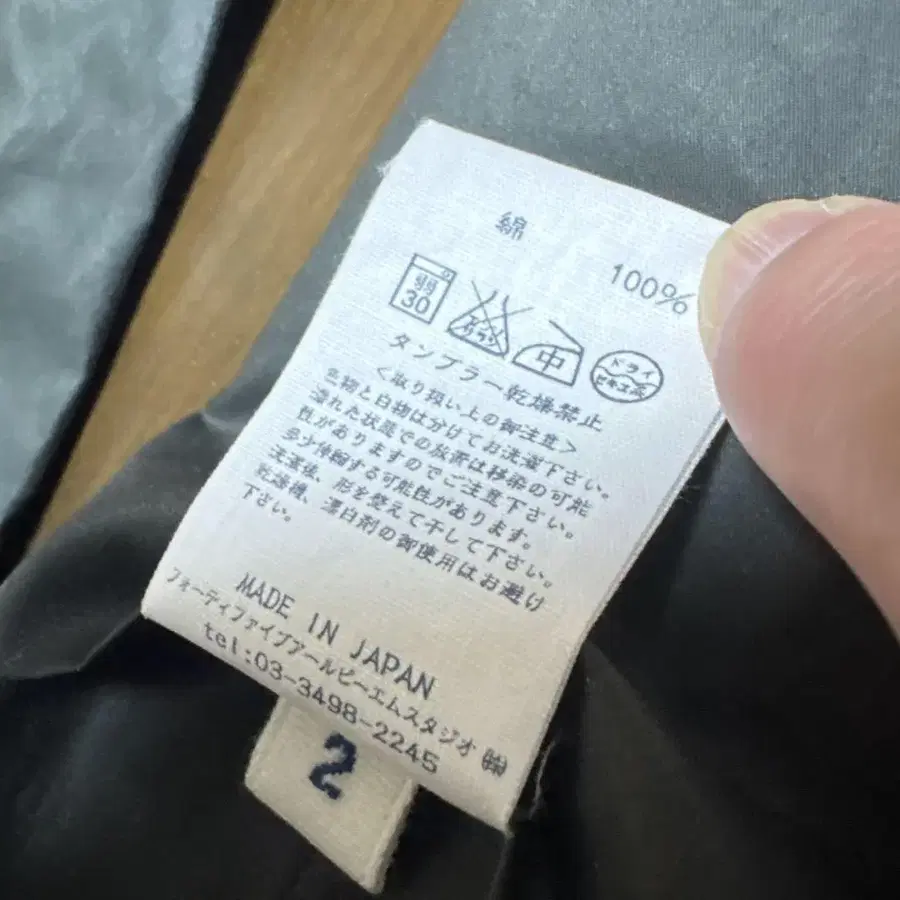 綿
100%
弱
30
エンソ
サラシ
中
ドライ
セキユ系
タンブラー乾燥禁止
<取り扱い上の御注意>
色物と白物は分けてお洗濯下さい。
濡れた状態での放置は移染の可能
性がありますのでご注意下さい。
多少伸縮する可能性があります。
洗濯後、形を整えて干して下さい。
乾燥機、漂白剤の御使用はお避け
下さい。
MADE IN JAPAN
フォーティファイブアールピーエムスタジオ ㈱
tel:03-3498-2245
2